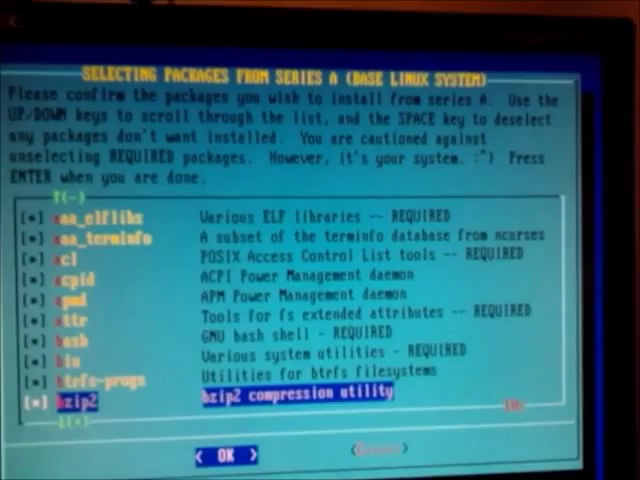 SELECTING PACKAGES FROM SERIES A (BASE LINUX SYSTEM)
Please confirm the packages you wish to install from series A.  Use the
UP/DOWN keys to scroll through the list, and the SPACE key to deselect
any packages don't want installed.  You are cautioned against
unselecting REQUIRED packages.  However, it's your system. :^)  Press
ENTER when you are done.
↑(-)
[*] aaa_elflibs Various ELF libraries -- REQUIRED
[*] aaa_terminfo A subset of the terminfo database from ncurses
[*] acl POSIX Access Control List tools -- REQUIRED
[*] acpid ACPI Power Management daemon
[*] apmd APM Power Management daemon
[*] attr Tools for fs extended attributes -- REQUIRED
[*] bash GNU bash shell - REQUIRED
[*] bin Various system utilities - REQUIRED
[*] btrfs-progs Utilities for btrfs filesystems
[*] bzip2 bzip2 compression utility
↓(+)
< OK >